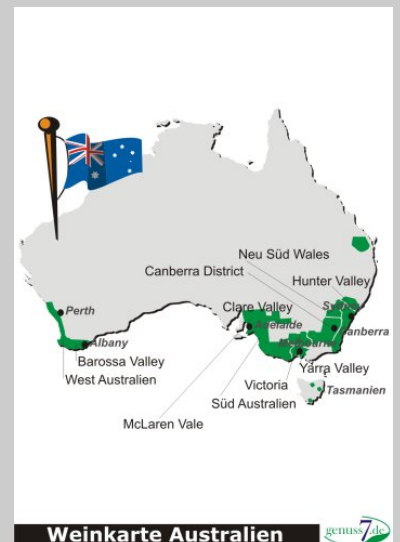 Neu Süd Wales
Canberra District
Hunter Valley
Clare Valley
Sydney
Perth
Adelaide
Canberra
Albany
Melbourne
Barossa Valley
Yarra Valley
West Australien
Victoria
Tasmanien
Süd Australien
McLaren Vale
Weinkarte Australien
genuss7.de